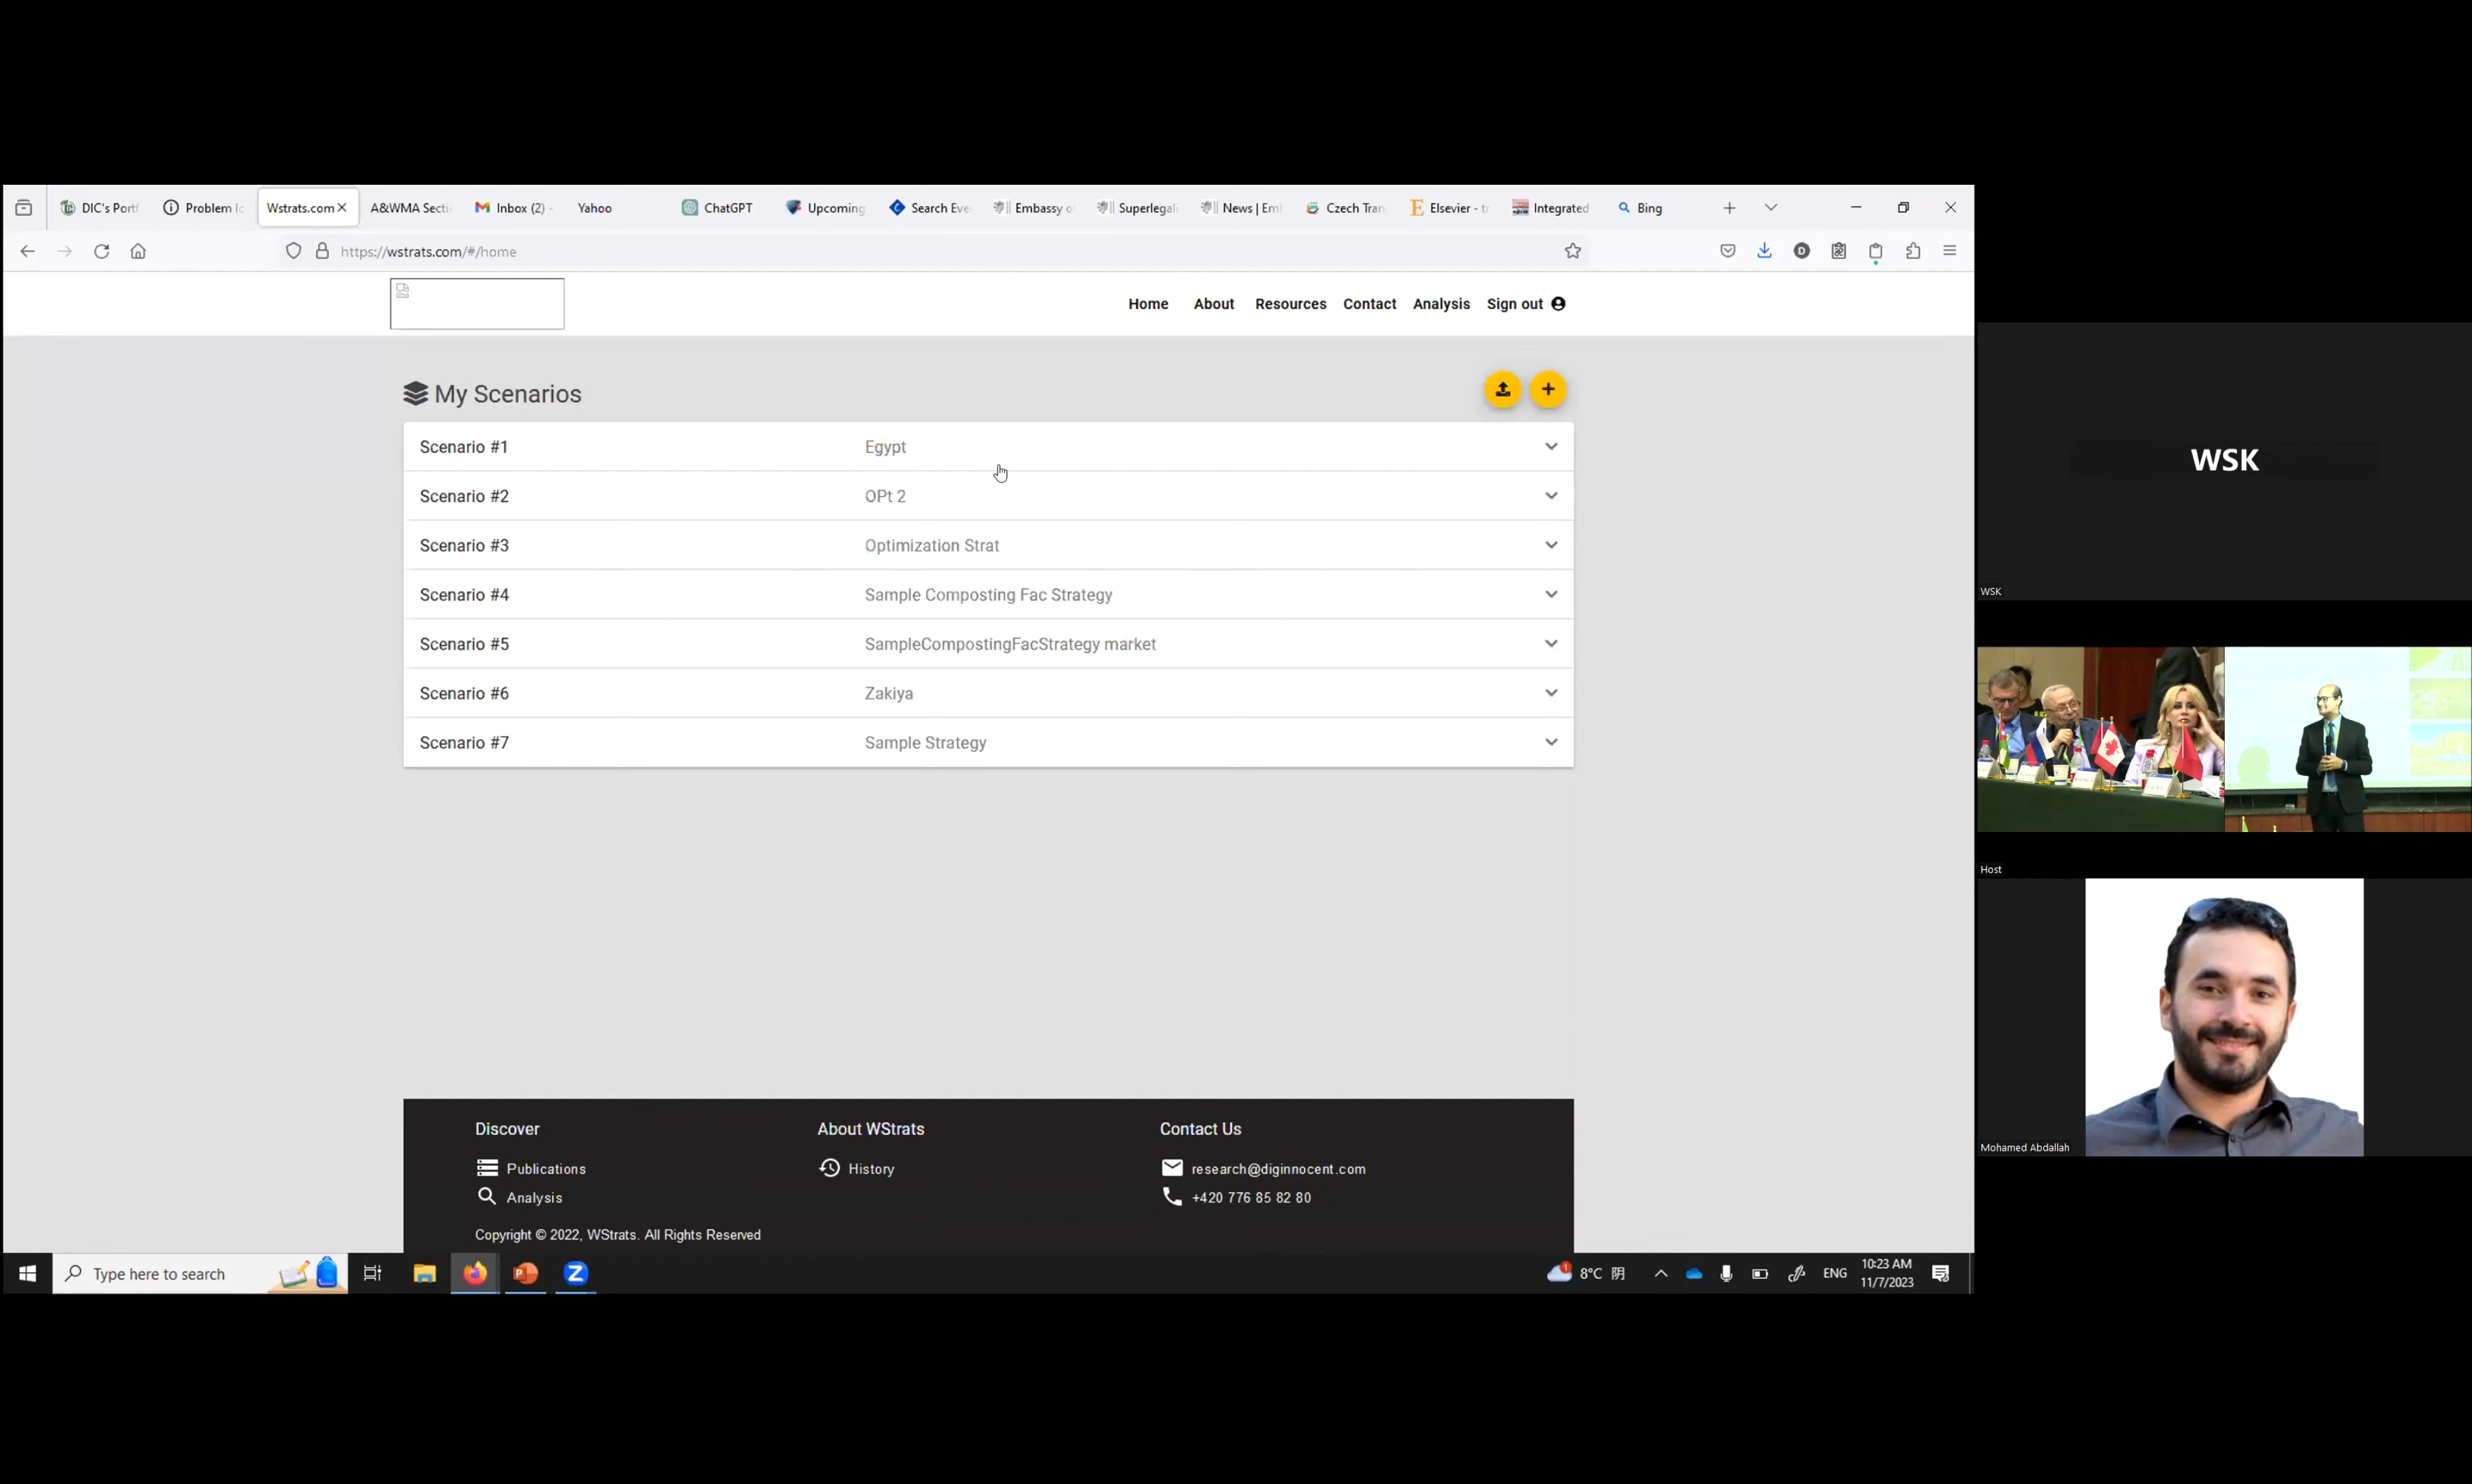 DIC's Portf
Problem Ic
Wstrats.com
A&WMA Secti
Inbox (2) -
Yahoo
ChatGPT
Upcoming
Search Eve
Embassy o
Superlegali
News | Em
Czech Tran
Elsevier - tr
Integrated
Bing
https://wstrats.com/#/home
Home
About
Resources
Contact
Analysis
Sign out
My Scenarios
Scenario #1 Egypt
Scenario #2 OPt 2
Scenario #3 Optimization Strat
Scenario #4 Sample Composting Fac Strategy
Scenario #5 SampleCompostingFacStrategy market
Scenario #6 Zakiya
Scenario #7 Sample Strategy
Discover
Publications
Analysis
About WStrats
History
Contact Us
research@diginnocent.com
+420 776 85 82 80
Copyright © 2022, WStrats. All Rights Reserved
Type here to search
8°C 阴
ENG
10:23 AM
11/7/2023
WSK
WSK
Host
Mohamed Abdallah